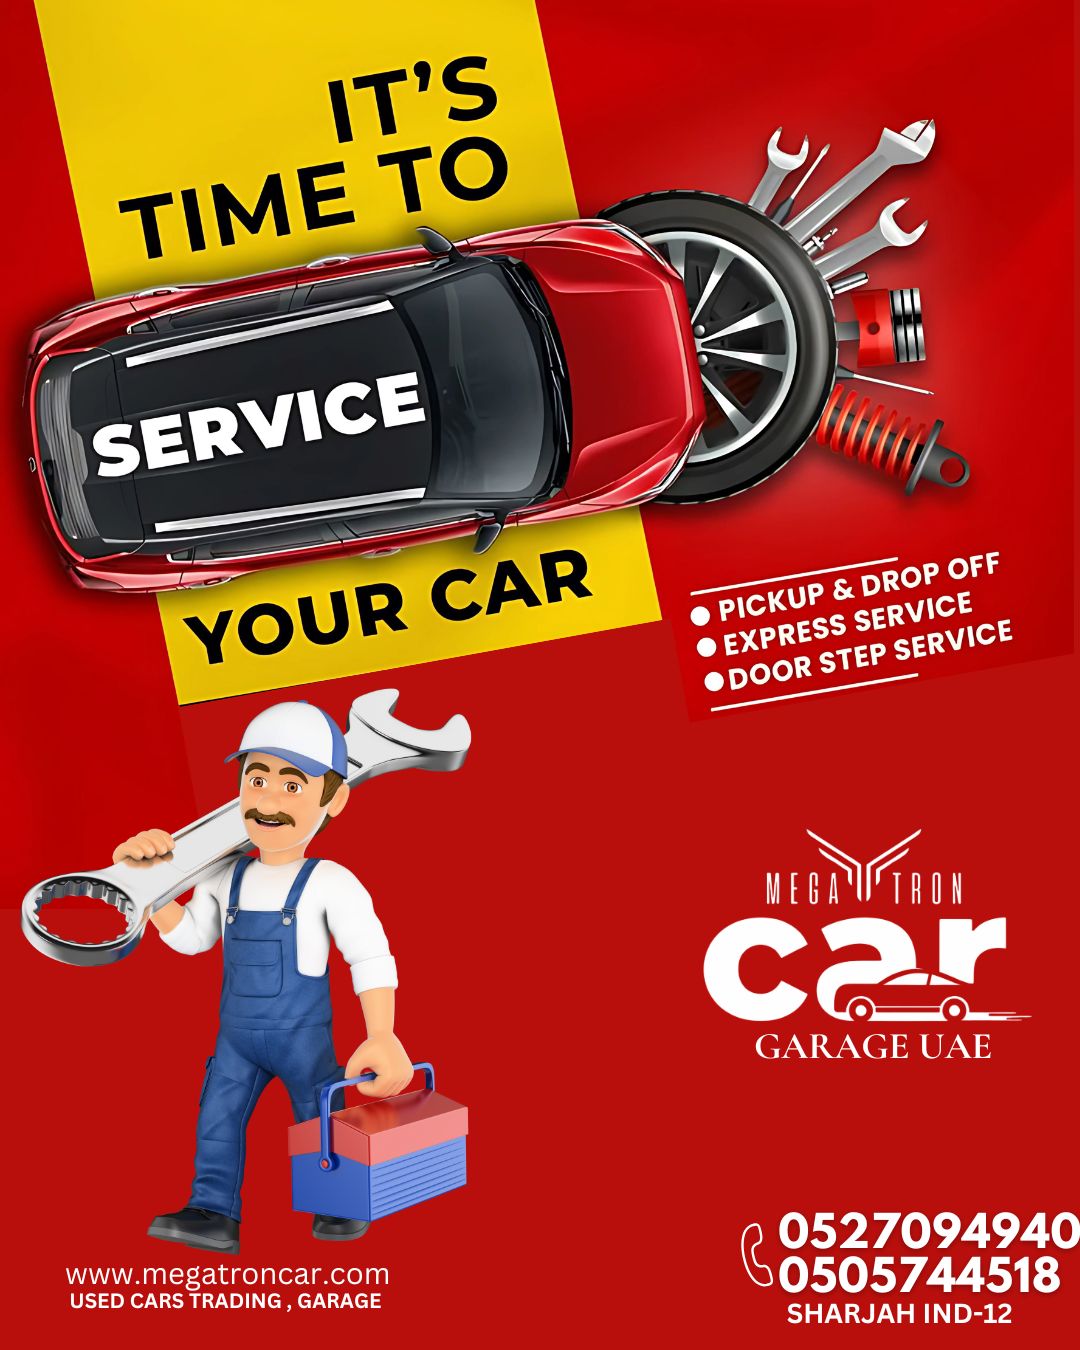 IT'S
TIME TO
SERVICE
YOUR CAR
PICKUP & DROP OFF
EXPRESS SERVICE
DOOR STEP SERVICE
MEGA TRON
car
GARAGE UAE
0527094940
0505744518
SHARJAH IND-12
www.megatroncar.com
USED CARS TRADING , GARAGE